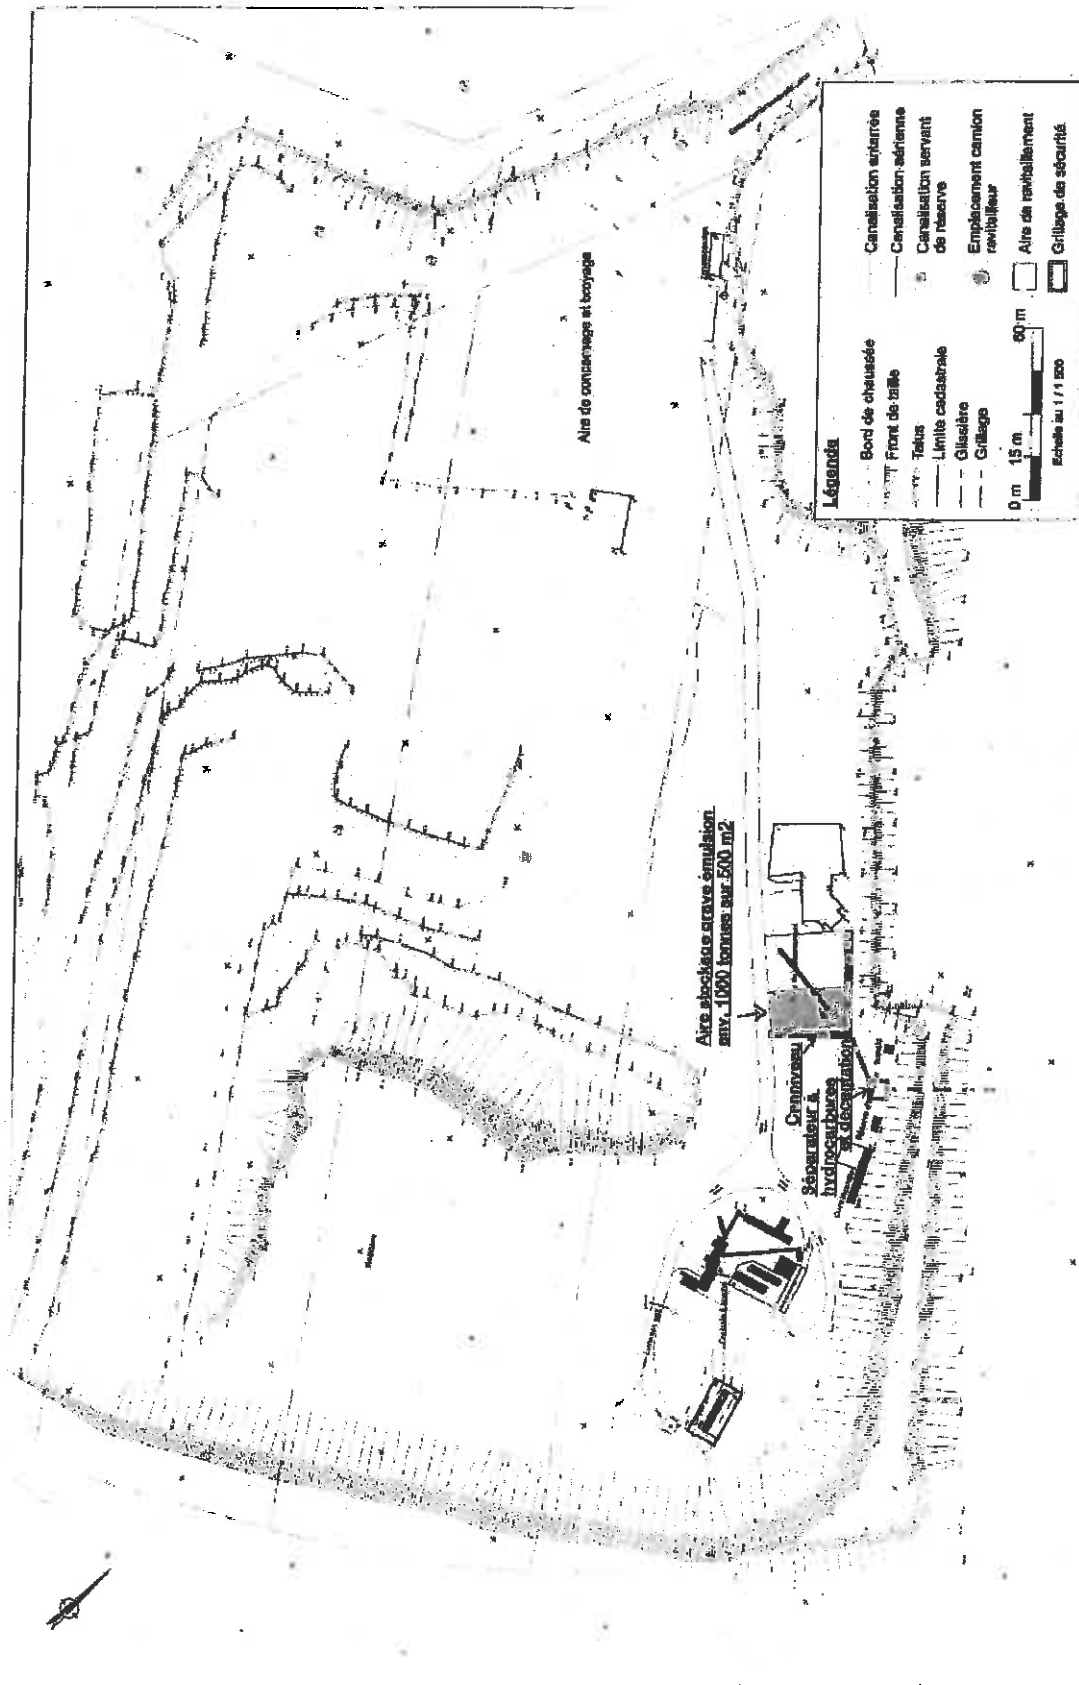 Aire de concassage et broyage
Aire stockage grave émulsion
env. 1000 tonnes sur 500 m2
Caniveau
Séparateur à
hydrocarbures
et décantation
Légende
Bord de chaussée
Front de taille
Talus
Limite cadastrale
Glissière
Grillage
Canalisation enterrée
Canalisation aérienne
Canalisation servant
de réserve
Emplacement camion
ravitailleur
Aire de ravitaillement
Grillage de sécurité
0 m 15 m 60 m
Echelle au 1 / 1 500